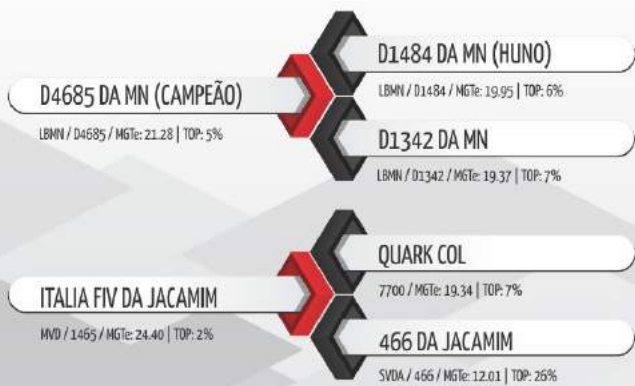 D4685 DA MN (CAMPEÃO)
LBMN / D4685 / MGTe: 21.28 | TOP: 5%
D1484 DA MN (HUNO)
LBMN / D1484 / MGTe: 19.95 | TOP: 6%
D1342 DA MN
LBMN / D1342 / MGTe: 19.37 | TOP: 7%
ITALIA FIV DA JACAMIM
MVD / 1465 / MGTe: 24.40 | TOP: 2%
QUARK COL
7700 / MGTe: 19.34 | TOP: 7%
466 DA JACAMIM
SVDA / 466 / MGTe: 12.01 | TOP: 26%